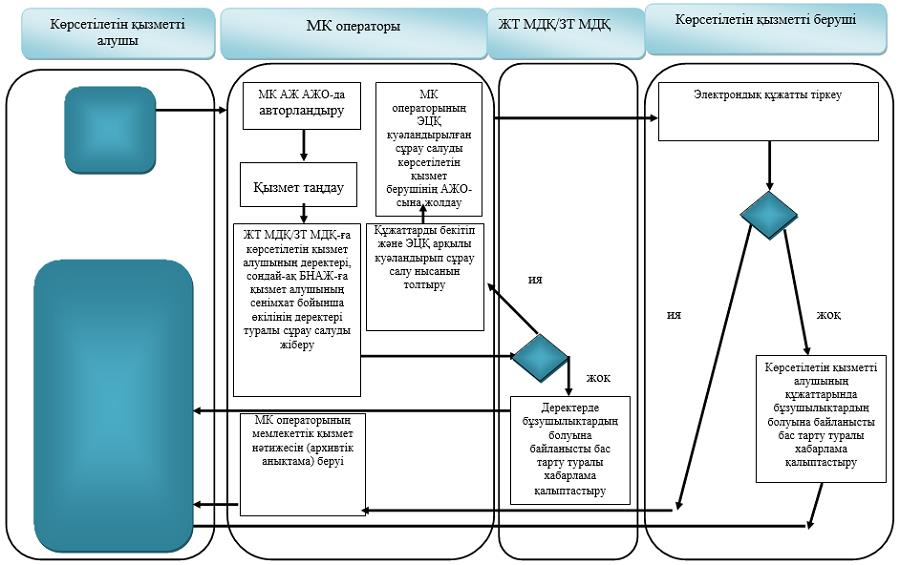 Көрсетілетін қызметті
алушы
МК операторы
ЖТ МДҚ/ЗТ МДҚ
Көрсетілетін қызметті беруші
МК АЖ АЖО-да
авторландыру
Қызмет таңдау
ЖТ МДҚ/ЗТ МДҚ-ға
көрсетілетін қызмет
алушының деректері,
сондай-ақ БНАЖ-ға
қызмет алушының
сенімхат бойынша
өкілінің деректері
туралы сұрау салуды
жіберу
МК
операторының
ЭЦҚ
куәландырылған
сұрау салуды
көрсетілетін
қызмет
берушінің АЖО-
сына жолдау
Құжаттарды бекітіп
және ЭЦҚ арқылы
куәландырып сұрау
салу нысанын
толтыру
МК операторының
мемлекеттік қызмет
нәтижесін (архивтік
анықтама) беруі
ия
жоқ
Деректерде
бұзушылықтардың
болуына
байланысты бас
тарту туралы
хабарлама
қалыптастыру
Электрондық құжатты тіркеу
ия
жоқ
Көрсетілетін қызметті
алушының
құжаттарында
бұзушылықтардың
болуына байланысты
бас тарту туралы
хабарлама
қалыптастыру